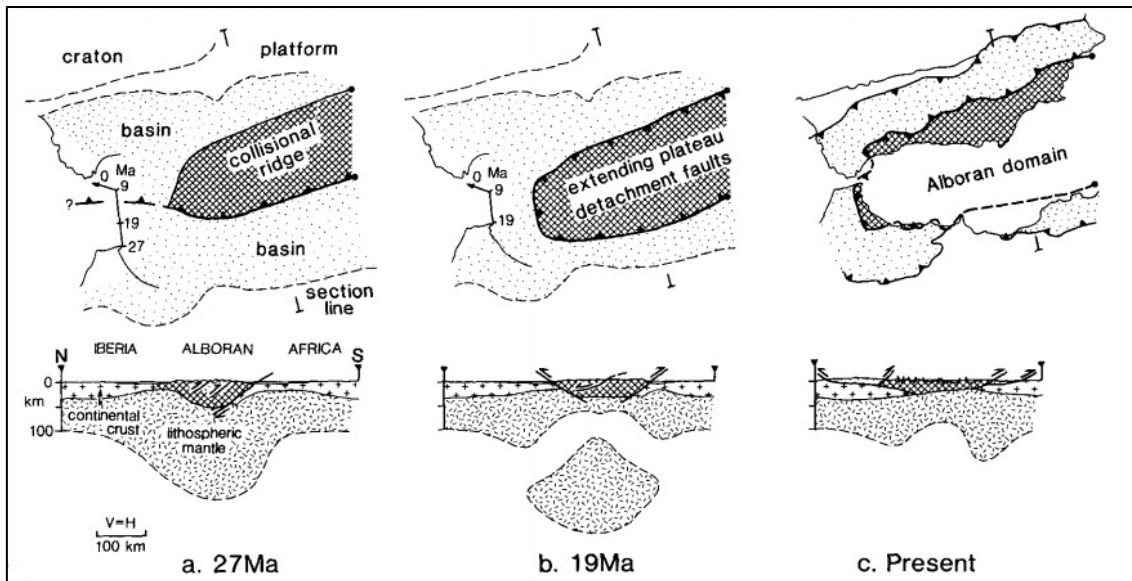 craton
platform
basin
collisional
ridge
0 Ma
9
?
19
27
basin
section
line
N IBERIA ALBORAN AFRICA S
0
km
100
continental
crust
lithospheric
mantle
V=H
100 km
a. 27Ma
0 Ma
9
19
extending plateau
detachment faults
b. 19Ma
Alboran domain
c. Present